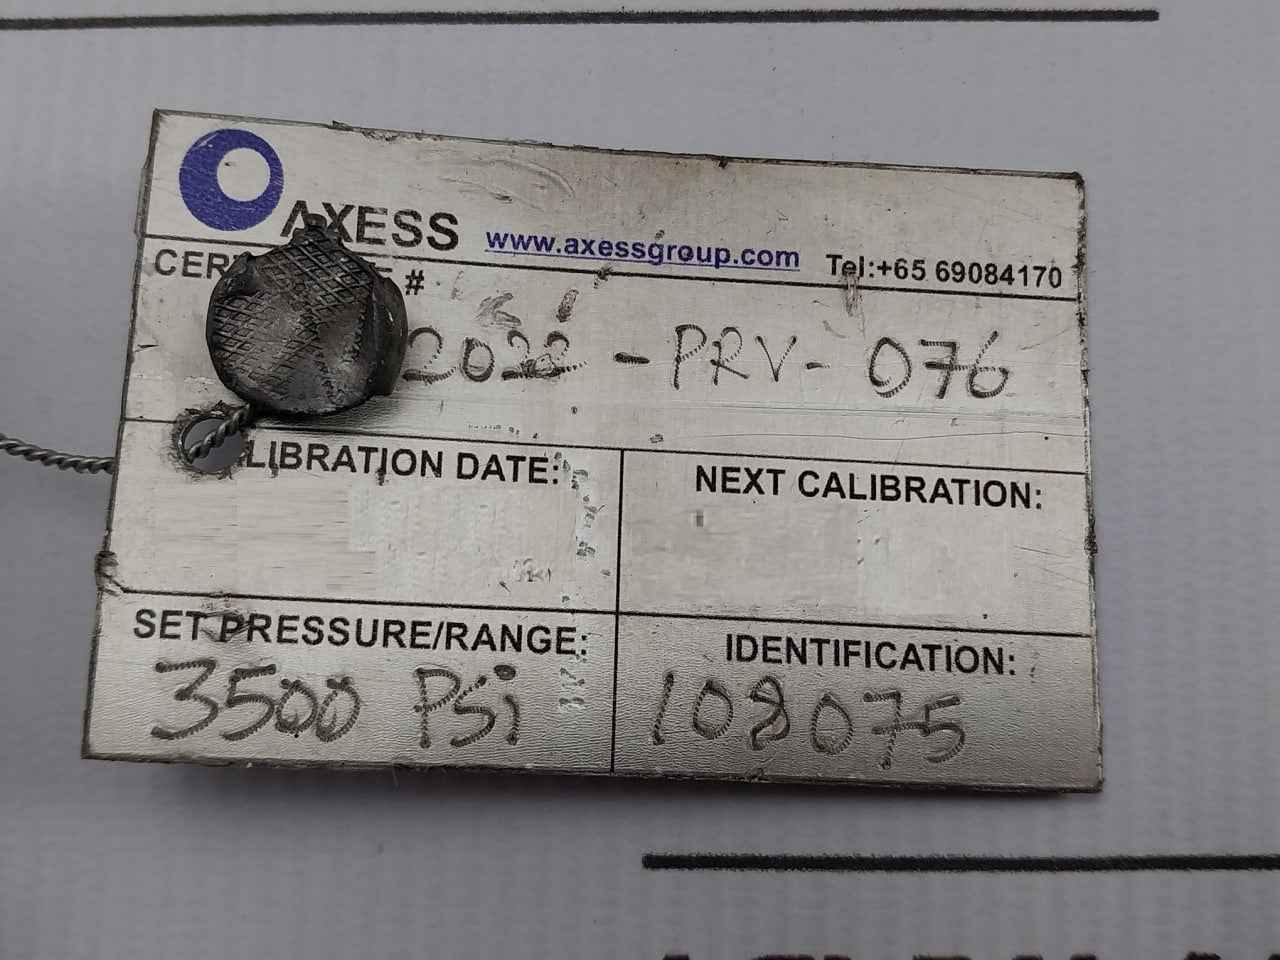 AXESS www.axessgroup.com Tel:+65 69084170
#
2022-PRV-076
LIBRATION DATE: NEXT CALIBRATION:
SET PRESSURE/RANGE: IDENTIFICATION:
3500 PSi 108075